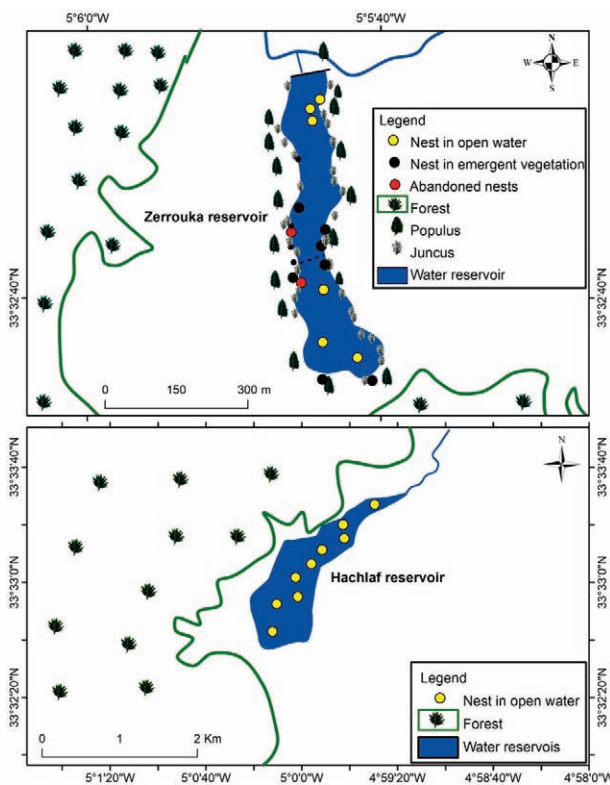 5°6'0"W
5°5'40"W
N
W
E
S
Legend
Nest in open water
Nest in emergent vegetation
Abandoned nests
Forest
Populus
Juncus
Water reservoir
Zerrouka reservoir
33°32'40"N
33°32'40"N
0 150 300 m
33°33'40"N
33°33'0"N
33°32'20"N
N
Hachlaf reservoir
33°33'40"N
33°33'0"N
33°32'20"N
Legend
Nest in open water
Forest
Water reservois
0 1 2 Km
5°1'20"W 5°0'40"W 5°0'0"W 4°59'20"W 4°58'40"W 4°58'0"W